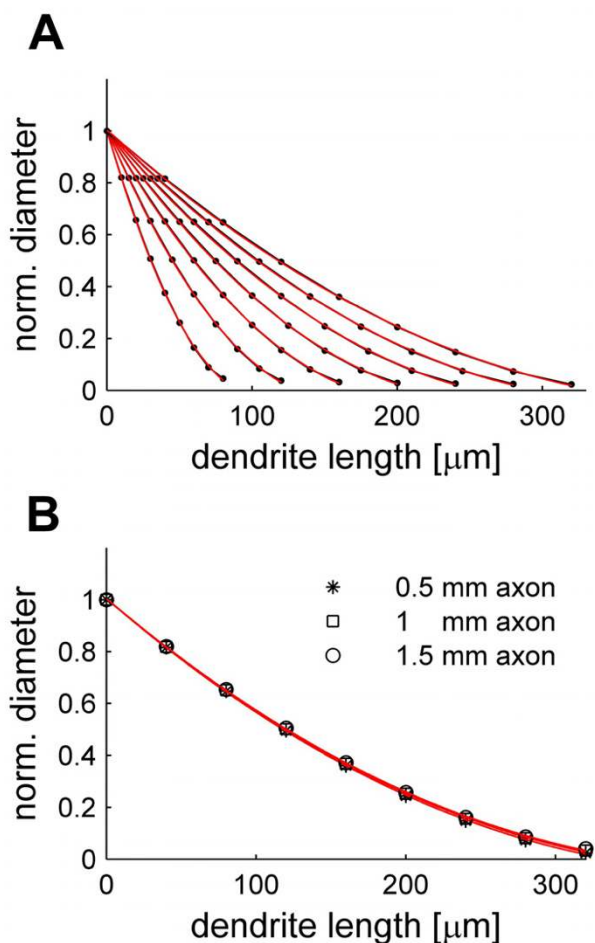 A
norm. diameter
1
0.8
0.6
0.4
0.2
0
0 100 200 300
dendrite length [μm]
B
norm. diameter
1
0.8
0.6
0.4
0.2
0
0.5 mm axon
1 mm axon
1.5 mm axon
0 100 200 300
dendrite length [μm]